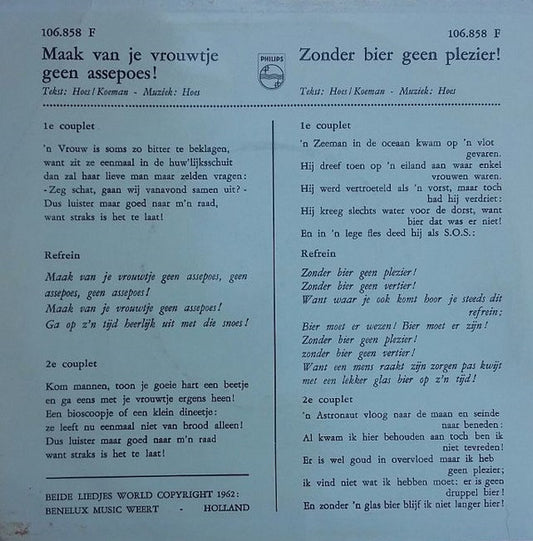 106.858 F
Maak van je vrouwtje
geen assepoes!
Tekst: Hoes/Koeman - Muziek: Hoes
1e couplet
'n Vrouw is soms zo bitter te beklagen,
want zit ze eenmaal in de huw'lijksschuit
dan zal haar lieve man maar zelden vragen:
- Zeg schat, gaan wij vanavond samen uit? -
Dus luister maar goed naar m'n raad,
want straks is het te laat!
Refrein
Maak van je vrouwtje geen assepoes, geen
assepoes, geen assepoes!
Maak van je vrouwtje geen assepoes!
Ga op z'n tijd heerlijk uit met die snoes!
2e couplet
Kom mannen, toon je goeie hart een beetje
en ga eens met je vrouwtje ergens heen!
Een bioscoopje of een klein dineetje:
ze leeft nu eenmaal niet van brood alleen!
Dus luister maar goed naar m'n raad
want straks is het te laat!
BEIDE LIEDJES WORLD COPYRIGHT 1962:
BENELUX MUSIC WEERT - HOLLAND
PHILIPS
106.858 F
Zonder bier geen plezier!
Tekst: Hoes/Koeman - Muziek: Hoes
1e couplet
'n Zeeman in de oceaan kwam op 'n vlot
gevaren.
Hij dreef toen op 'n eiland aan waar enkel
vrouwen waren.
Hij werd vertroeteld als 'n vorst, maar toch
had hij verdriet:
Hij kreeg slechts water voor de dorst, want
bier dat was er niet!
En in 'n lege fles deed hij als S.O.S.:
Refrein
Zonder bier geen plezier!
Zonder bier geen vertier!
Want waar je ook komt hoor je steeds dit
refrein;
Bier moet er wezen! Bier moet er zijn!
Zonder bier geen plezier!
zonder bier geen vertier!
Want een mens raakt zijn zorgen pas kwijt
met een lekker glas bier op z'n tijd!
2e couplet
'n Astronaut vloog naar de maan en seinde
naar beneden:
Al kwam ik hier behouden aan toch ben ik
niet tevreden!
Er is wel goud in overvloed maar ik heb
geen plezier;
ik vind niet wat ik hebben moet: er is geen
druppel bier!
En zonder 'n glas bier blijf ik niet langer hier!